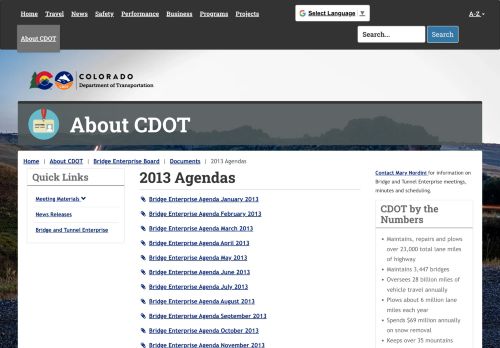 Home Travel News Safety Performance Business Programs Projects
Select Language ▼
A-Z
About CDOT
Search...
Search
COLORADO
Department of Transportation
About CDOT
Home | About CDOT | Bridge Enterprise Board | Documents | 2013 Agendas
Quick Links
Meeting Materials
News Releases
Bridge and Tunnel Enterprise
2013 Agendas
Bridge Enterprise Agenda January 2013
Bridge Enterprise Agenda February 2013
Bridge Enterprise Agenda March 2013
Bridge Enterprise Agenda April 2013
Bridge Enterprise Agenda May 2013
Bridge Enterprise Agenda June 2013
Bridge Enterprise Agenda July 2013
Bridge Enterprise Agenda August 2013
Bridge Enterprise Agenda September 2013
Bridge Enterprise Agenda October 2013
Bridge Enterprise Agenda November 2013
Contact Mary Nordini for information on
Bridge and Tunnel Enterprise meetings,
minutes and scheduling.
CDOT by the
Numbers
Maintains, repairs and plows
over 23,000 total lane miles
of highway
Maintains 3,447 bridges
Oversees 28 billion miles of
vehicle travel annually
Plows about 6 million lane
miles each year
Spends $69 million annually
on snow removal
Keeps over 35 mountains